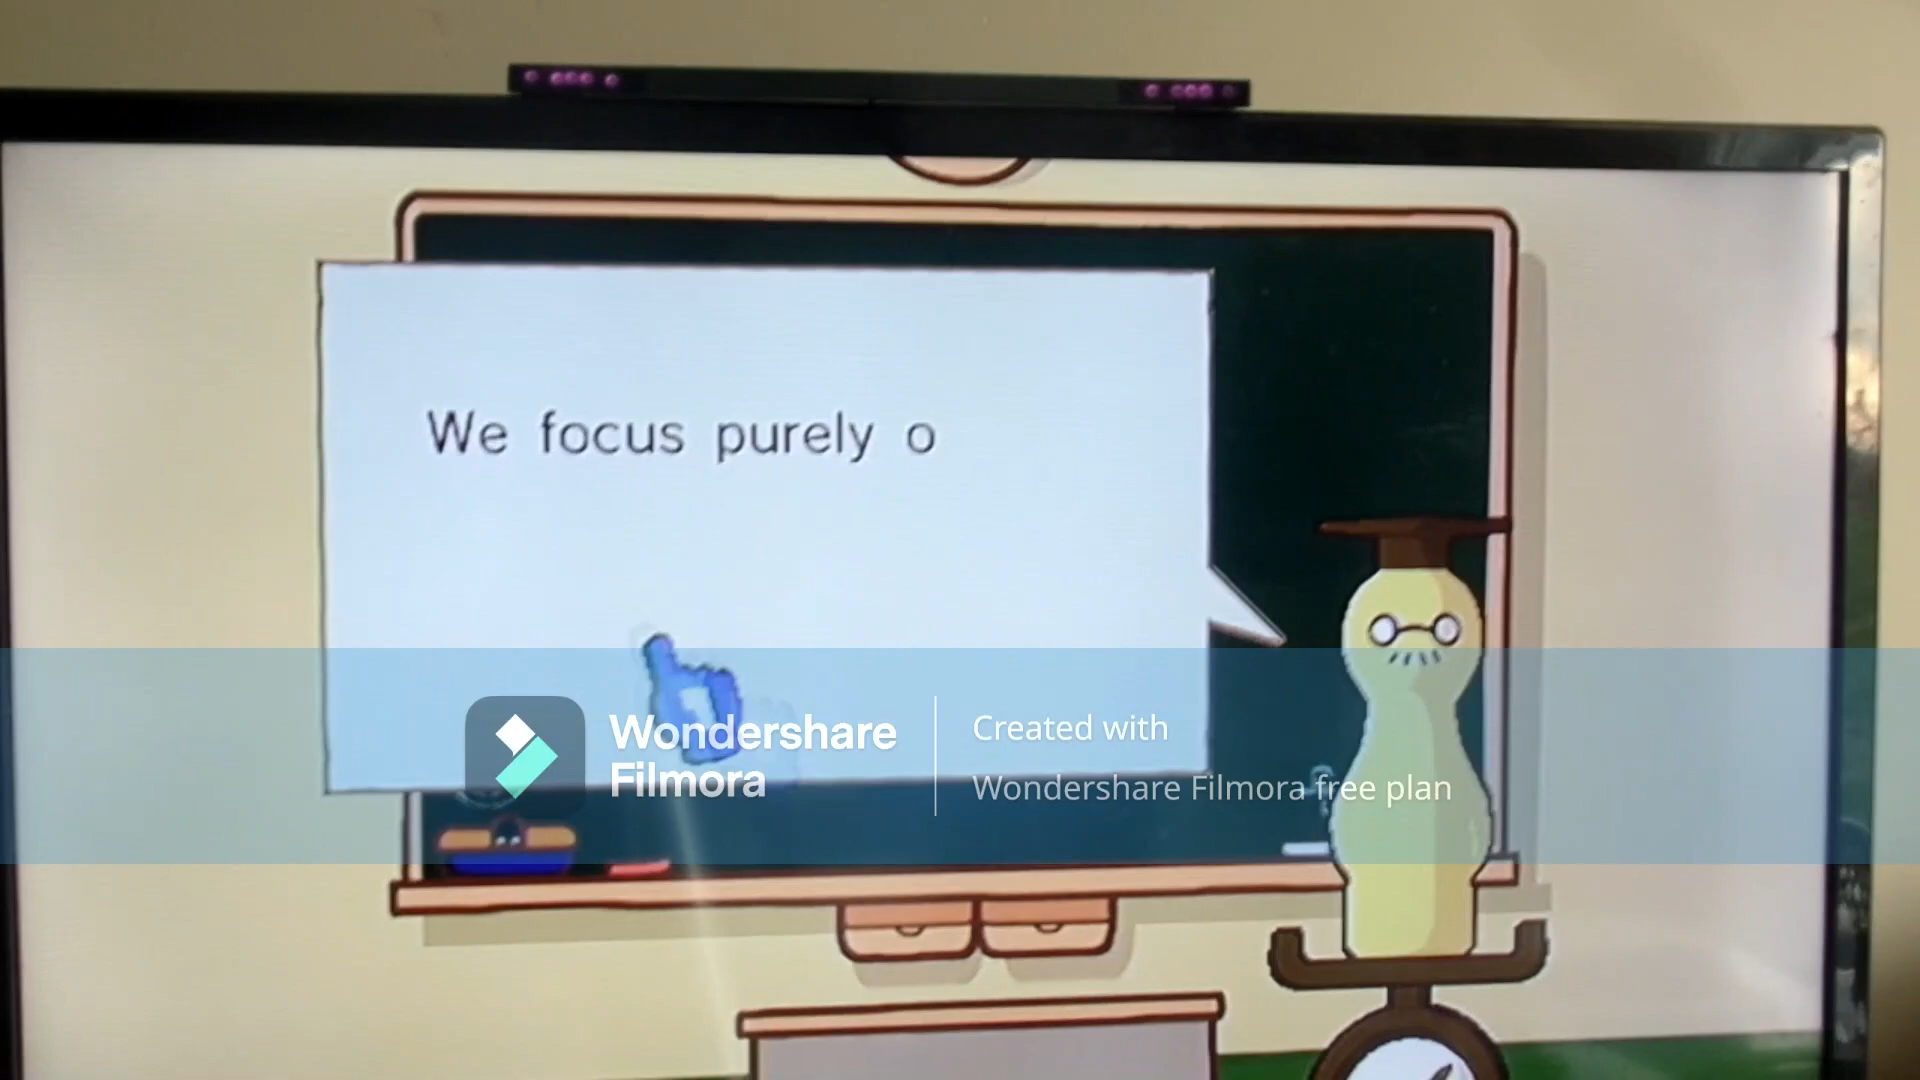 We focus purely o
Wondershare
Filmora
Created with
Wondershare Filmora free plan